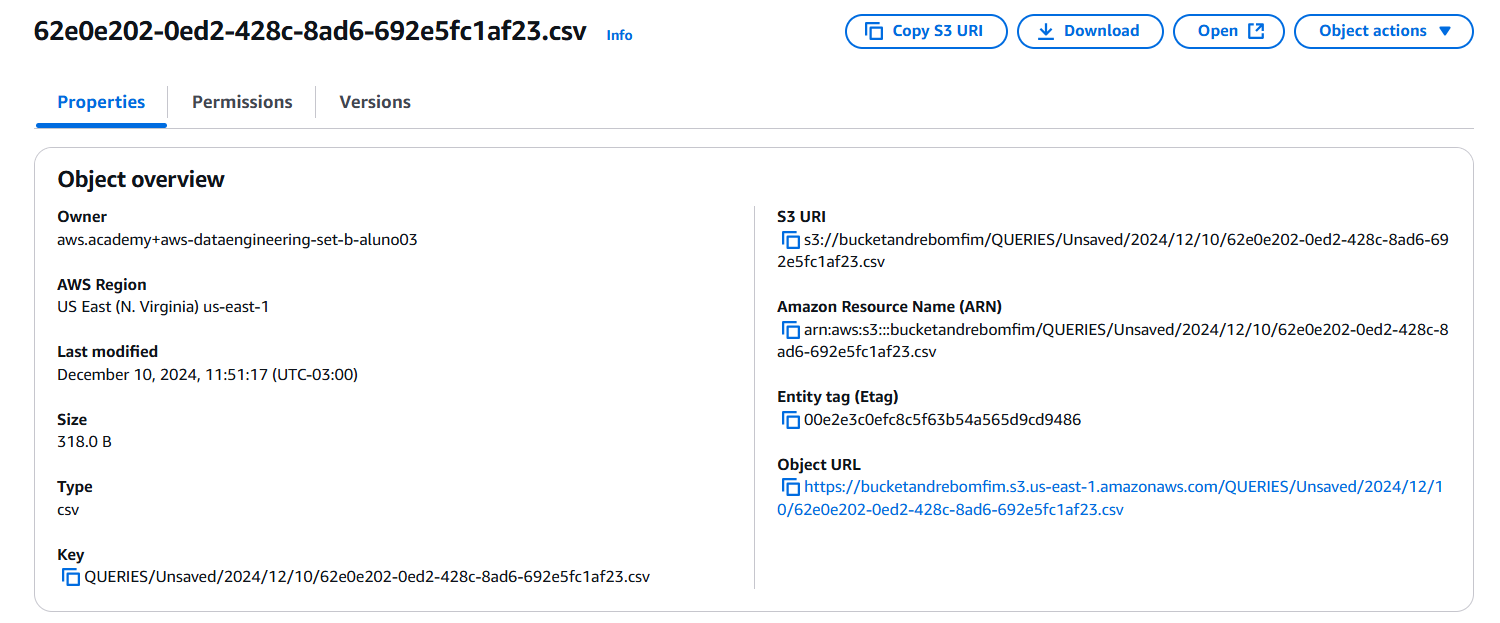 62e0e202-0ed2-428c-8ad6-692e5fc1af23.csv Info
Copy S3 URI
Download
Open
Object actions
Properties
Permissions
Versions
Object overview
Owner
aws.academy+aws-dataengineering-set-b-aluno03
AWS Region
US East (N. Virginia) us-east-1
Last modified
December 10, 2024, 11:51:17 (UTC-03:00)
Size
318.0 B
Type
csv
Key
QUERIES/Unsaved/2024/12/10/62e0e202-0ed2-428c-8ad6-692e5fc1af23.csv
S3 URI
s3://bucketandrebomfim/QUERIES/Unsaved/2024/12/10/62e0e202-0ed2-428c-8ad6-69
2e5fc1af23.csv
Amazon Resource Name (ARN)
arn:aws:s3:::bucketandrebomfim/QUERIES/Unsaved/2024/12/10/62e0e202-0ed2-428c-8
ad6-692e5fc1af23.csv
Entity tag (Etag)
00e2e3c0efc8c5f63b54a565d9cd9486
Object URL
https://bucketandrebomfim.s3.us-east-1.amazonaws.com/QUERIES/Unsaved/2024/12/1
0/62e0e202-0ed2-428c-8ad6-692e5fc1af23.csv